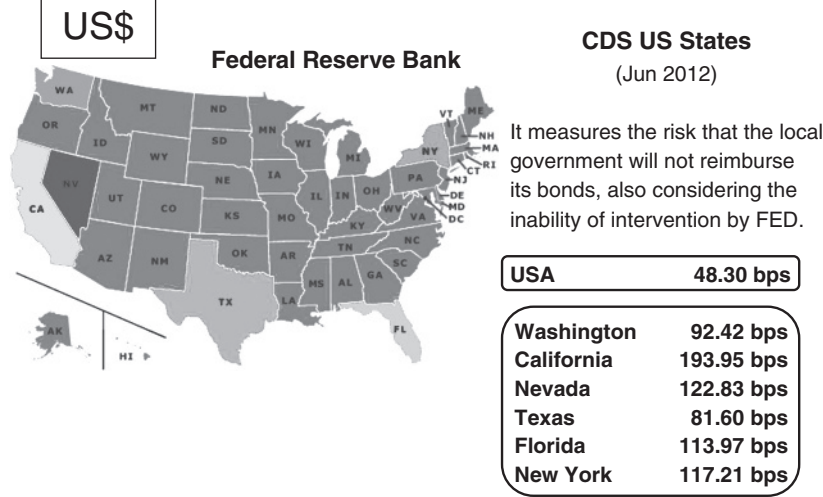 US$
Federal Reserve Bank
CDS US States
(Jun 2012)
It measures the risk that the local
government will not reimburse
its bonds, also considering the
inability of intervention by FED.
USA 48.30 bps
Washington 92.42 bps
California 193.95 bps
Nevada 122.83 bps
Texas 81.60 bps
Florida 113.97 bps
New York 117.21 bps
WA
MT
ND
MN
VT
ME
OR
ID
SD
WI
MI
NY
NH
MA
RI
CT
WY
NE
IA
PA
NJ
NV
UT
CO
IL
IN
OH
DE
MD
DC
CA
KS
MO
KY
WV
VA
AZ
NM
OK
AR
TN
NC
SC
TX
LA
MS
AL
GA
FL
AK
HI